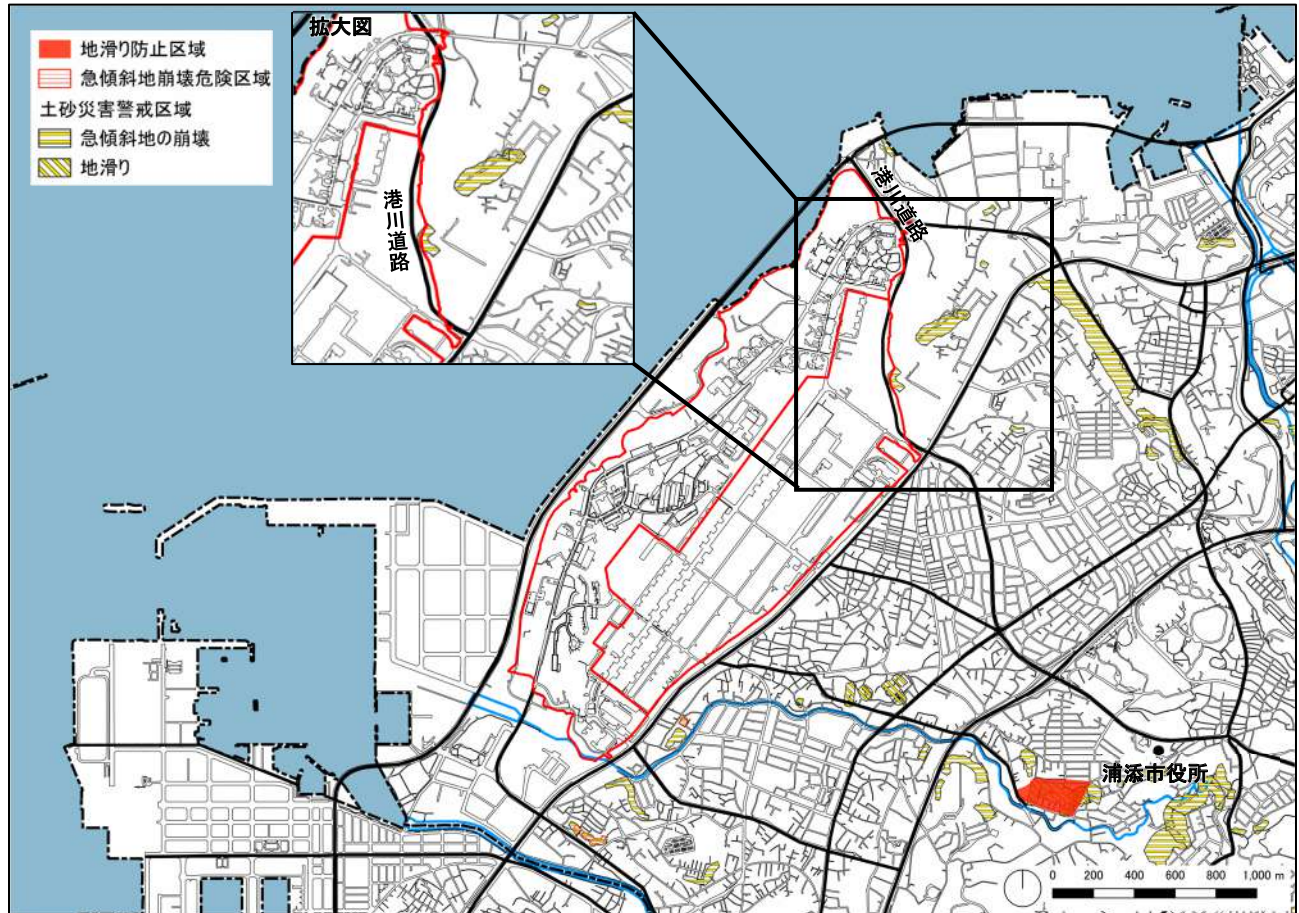 拡大図
地滑り防止区域
急傾斜地崩壊危険区域
土砂災害警戒区域
急傾斜地の崩壊
地滑り
港川道路
港川道路
浦添市役所
0 200 400 600 800 1,000 m